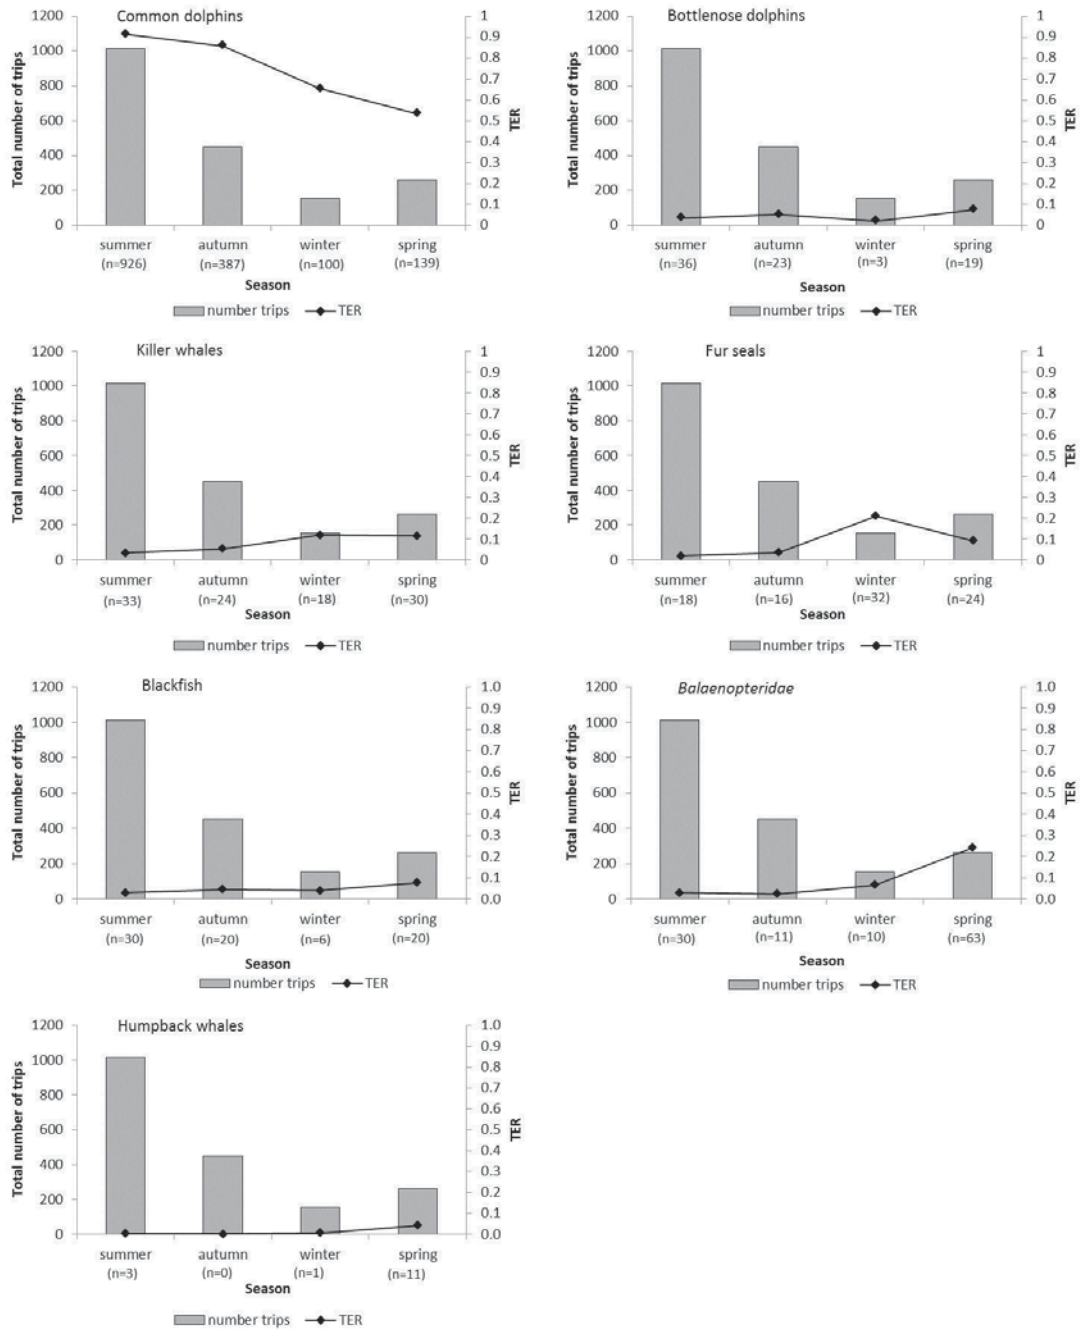 Common dolphins
1200
1000
800
600
400
200
0
Total number of trips
1
0.9
0.8
0.7
0.6
0.5
0.4
0.3
0.2
0.1
0
TER
summer autumn winter spring
(n=926) (n=387) (n=100) (n=139)
Season
number trips TER
Bottlenose dolphins
1200
1000
800
600
400
200
0
Total number of trips
1
0.9
0.8
0.7
0.6
0.5
0.4
0.3
0.2
0.1
0
TER
summer autumn winter spring
(n=36) (n=23) (n=3) (n=19)
Season
number trips TER
Killer whales
1200
1000
800
600
400
200
0
Total number of trips
1
0.9
0.8
0.7
0.6
0.5
0.4
0.3
0.2
0.1
0
TER
summer autumn winter spring
(n=33) (n=24) (n=18) (n=30)
Season
number trips TER
Fur seals
1200
1000
800
600
400
200
0
Total number of trips
1
0.9
0.8
0.7
0.6
0.5
0.4
0.3
0.2
0.1
0
TER
summer autumn winter spring
(n=18) (n=16) (n=32) (n=24)
Season
number trips TER
Blackfish
1200
1000
800
600
400
200
0
Total number of trips
1.0
0.9
0.8
0.7
0.6
0.5
0.4
0.3
0.2
0.1
0.0
TER
summer autumn winter spring
(n=30) (n=20) (n=6) (n=20)
Season
number trips TER
Balaenopteridae
1200
1000
800
600
400
200
0
Total number of trips
1.0
0.9
0.8
0.7
0.6
0.5
0.4
0.3
0.2
0.1
0.0
TER
summer autumn winter spring
(n=30) (n=11) (n=10) (n=63)
Season
number trips TER
Humpback whales
1200
1000
800
600
400
200
0
Total number of trips
1.0
0.9
0.8
0.7
0.6
0.5
0.4
0.3
0.2
0.1
0.0
TER
summer autumn winter spring
(n=3) (n=0) (n=1) (n=11)
Season
number trips TER